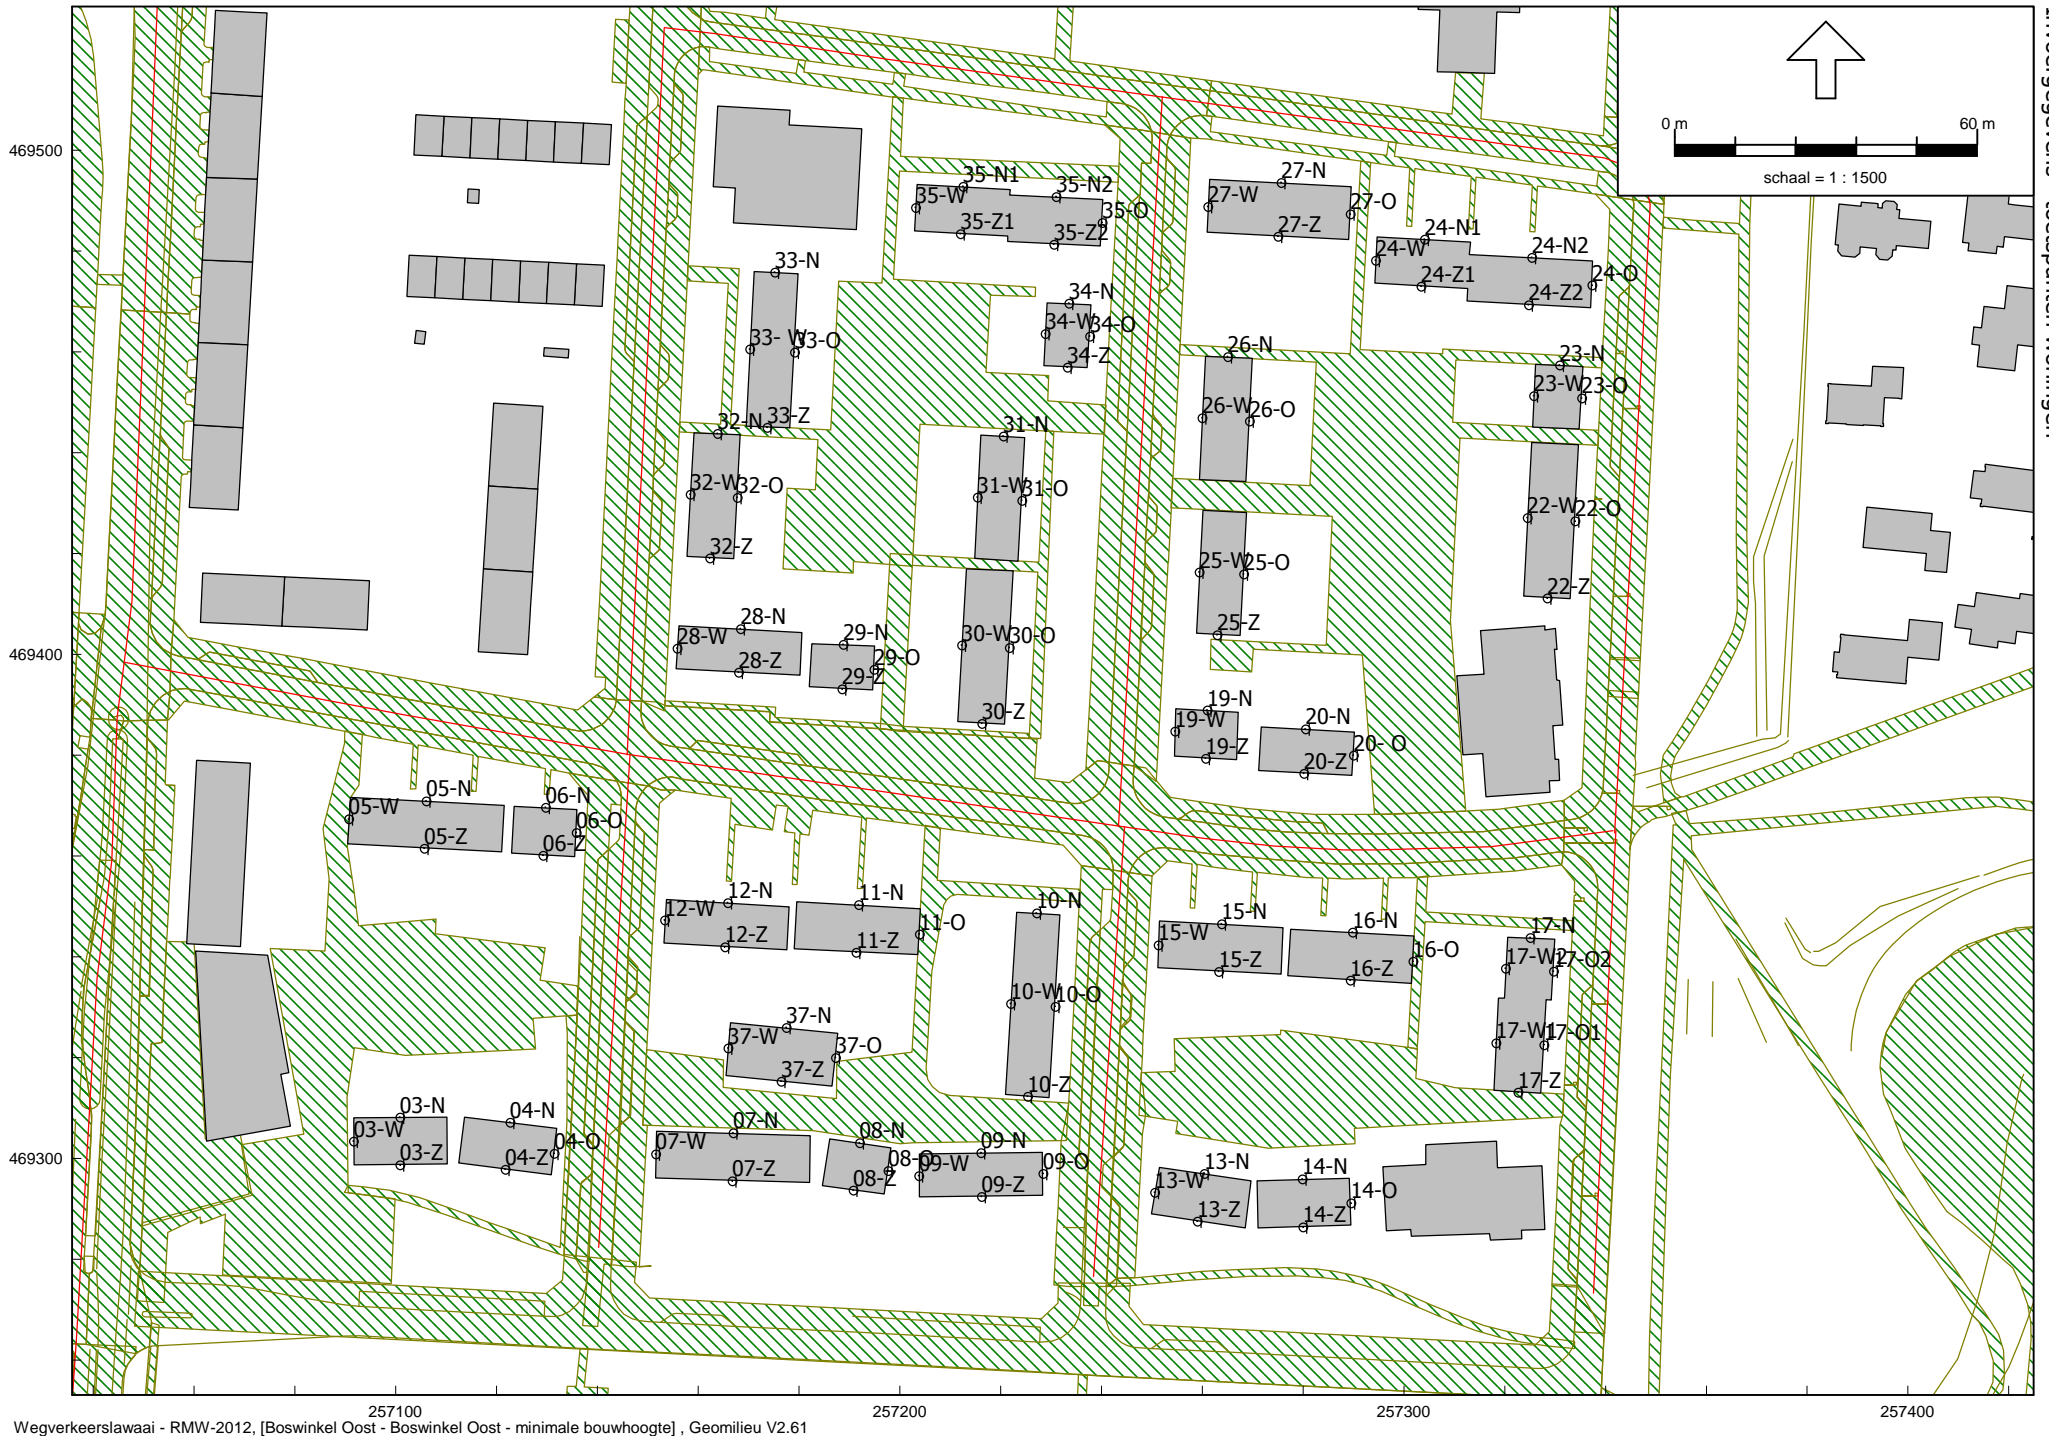 Invoergegevens - toetspunten woningen
0 m 60 m
schaal = 1 : 1500
469500
469400
469300
35-N1
35-N2
35-W
35-O
35-Z1
35-Z2
27-N
27-W
27-O
27-Z
24-N1
24-W
24-N2
24-Z1
24-O
24-Z2
33-N
33- W
33-O
33-Z
34-N
34-W
34-O
34-Z
26-N
26-W
26-O
23-N
23-W
23-O
32-N
32-W
32-O
32-Z
31-N
31-W
31-O
22-W
22-O
22-Z
25-W
25-O
25-Z
28-N
28-W
28-Z
29-N
29-O
29-Z
30-W
30-O
30-Z
19-N
19-W
19-Z
20-N
20- O
20-Z
05-N
05-W
05-Z
06-N
06-O
06-Z
12-N
12-W
12-Z
11-N
11-O
11-Z
10-N
10-W
10-O
10-Z
15-N
15-W
15-Z
16-N
16-O
16-Z
17-N
17-W2
17-O2
17-W1
17-O1
17-Z
37-N
37-W
37-O
37-Z
03-N
03-W
03-Z
04-N
04-O
04-Z
07-N
07-W
07-Z
08-N
08-O
08-Z
09-N
09-W
09-O
09-Z
13-N
13-W
13-Z
14-N
14-O
14-Z
257100
257200
257300
257400
Wegverkeerslawaai - RMW-2012, [Boswinkel Oost - Boswinkel Oost - minimale bouwhoogte] , Geomilieu V2.61